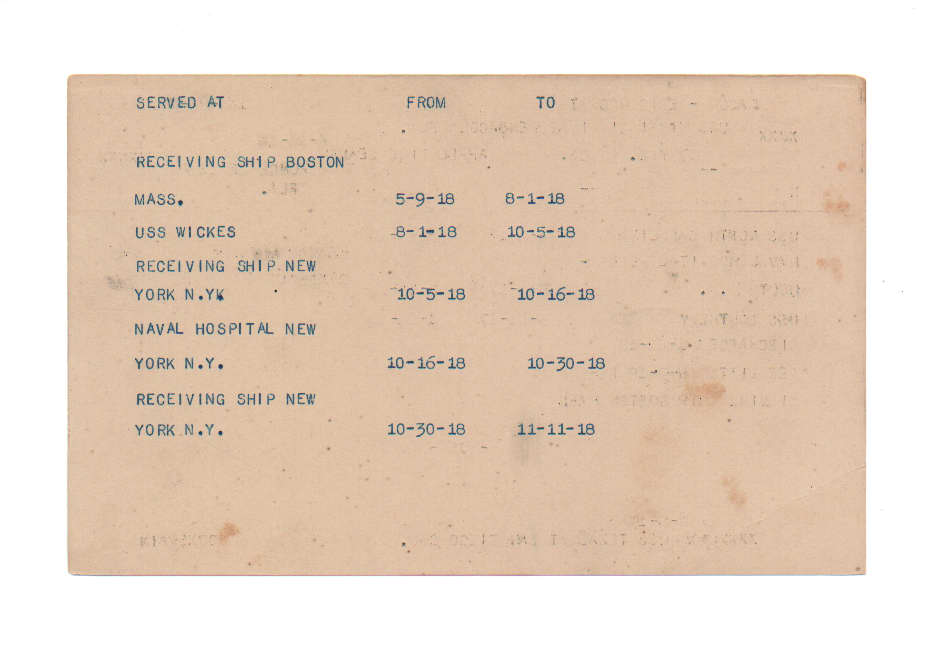 SERVED AT FROM TO
RECEIVING SHIP BOSTON
MASS. 5-9-18 8-1-18
USS WICKES -8-1-18 10-5-18
RECEIVING SHIP NEW
YORK N.YK 10-5-18 10-16-18
NAVAL HOSPITAL NEW
YORK N.Y. 10-16-18 10-30-18
RECEIVING SHIP NEW
YORK N.Y. 10-30-18 11-11-18